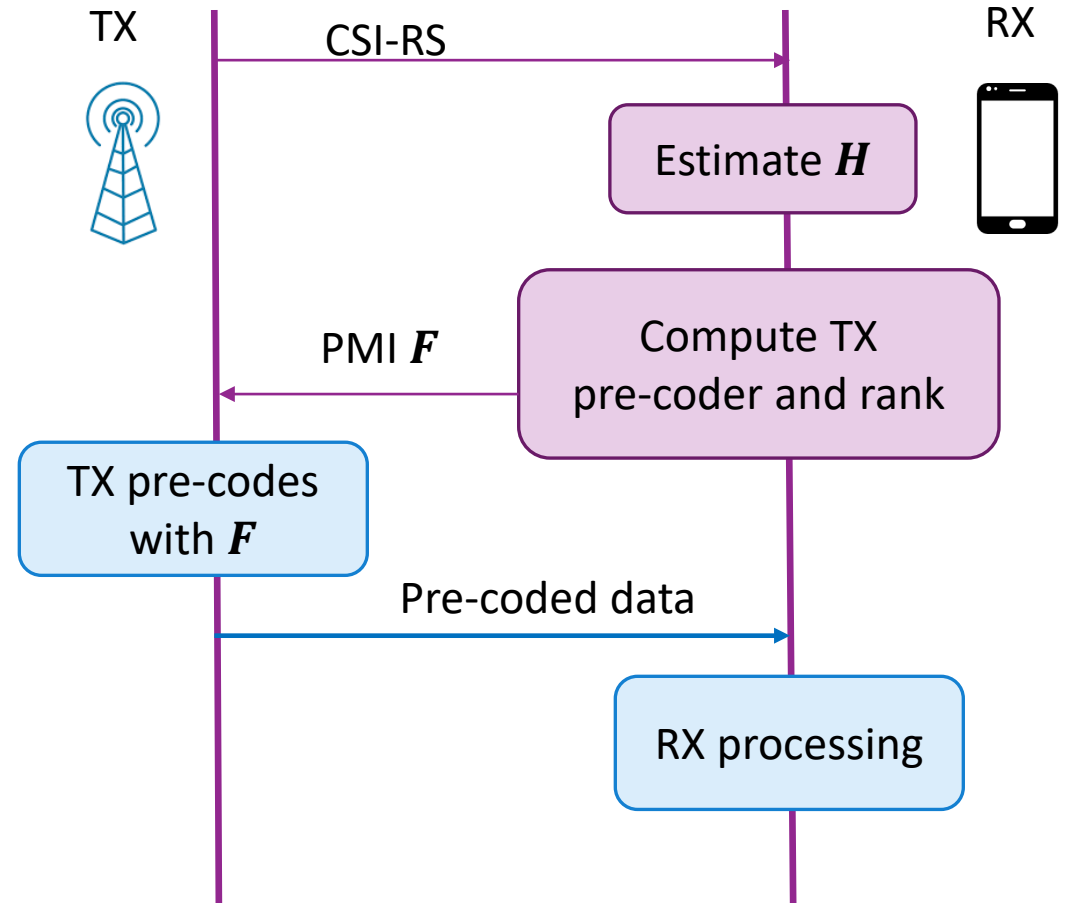 TX
RX
CSI-RS
Estimate H
Compute TX
pre-coder and rank
PMI F
TX pre-codes
with F
Pre-coded data
RX processing